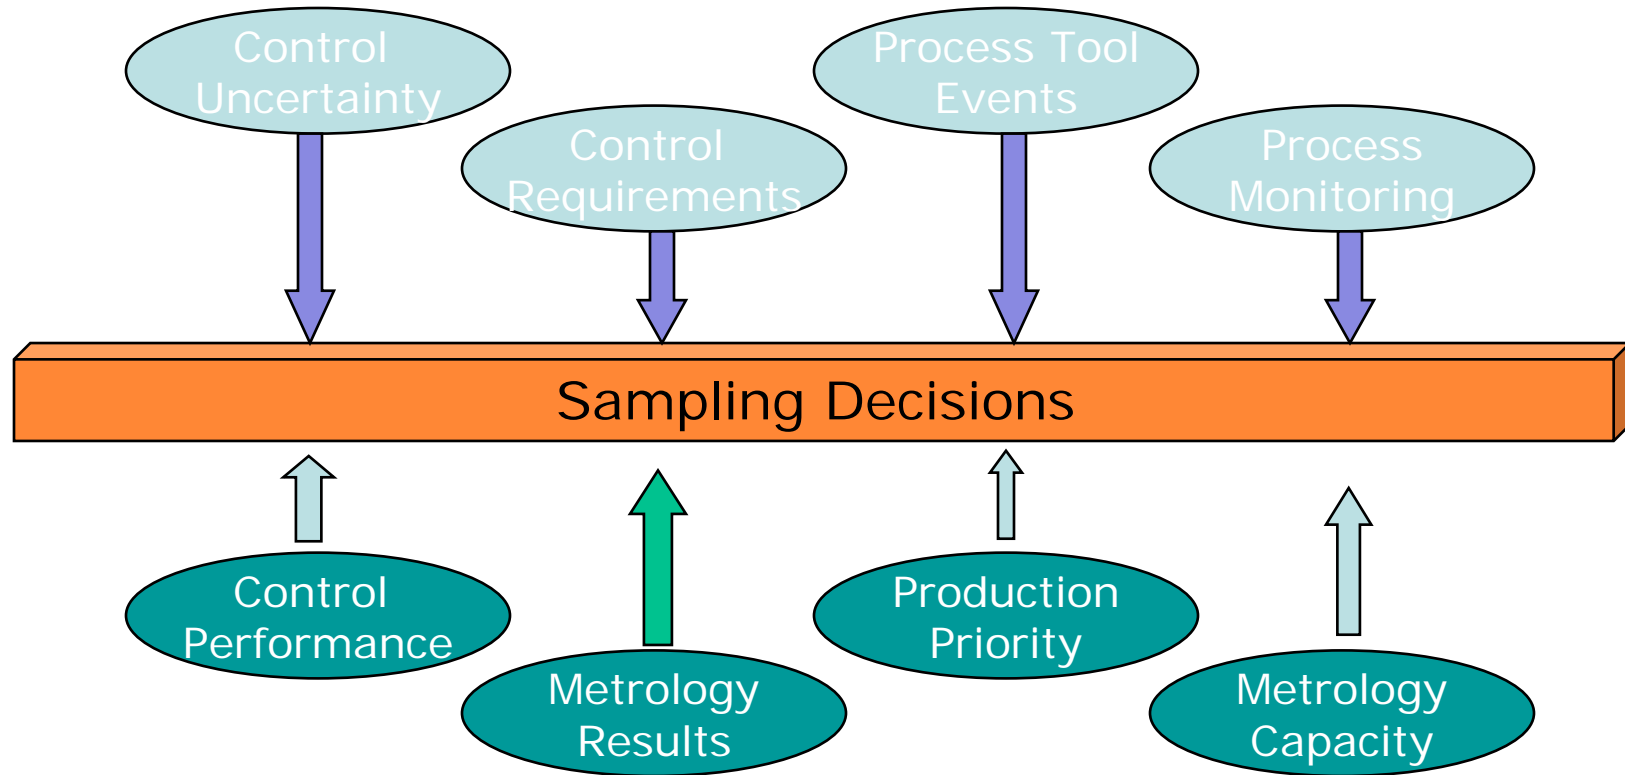 Control
Uncertainty
Process Tool
Events
Control
Requirements
Process
Monitoring
Sampling Decisions
Control
Performance
Production
Priority
Metrology
Results
Metrology
Capacity